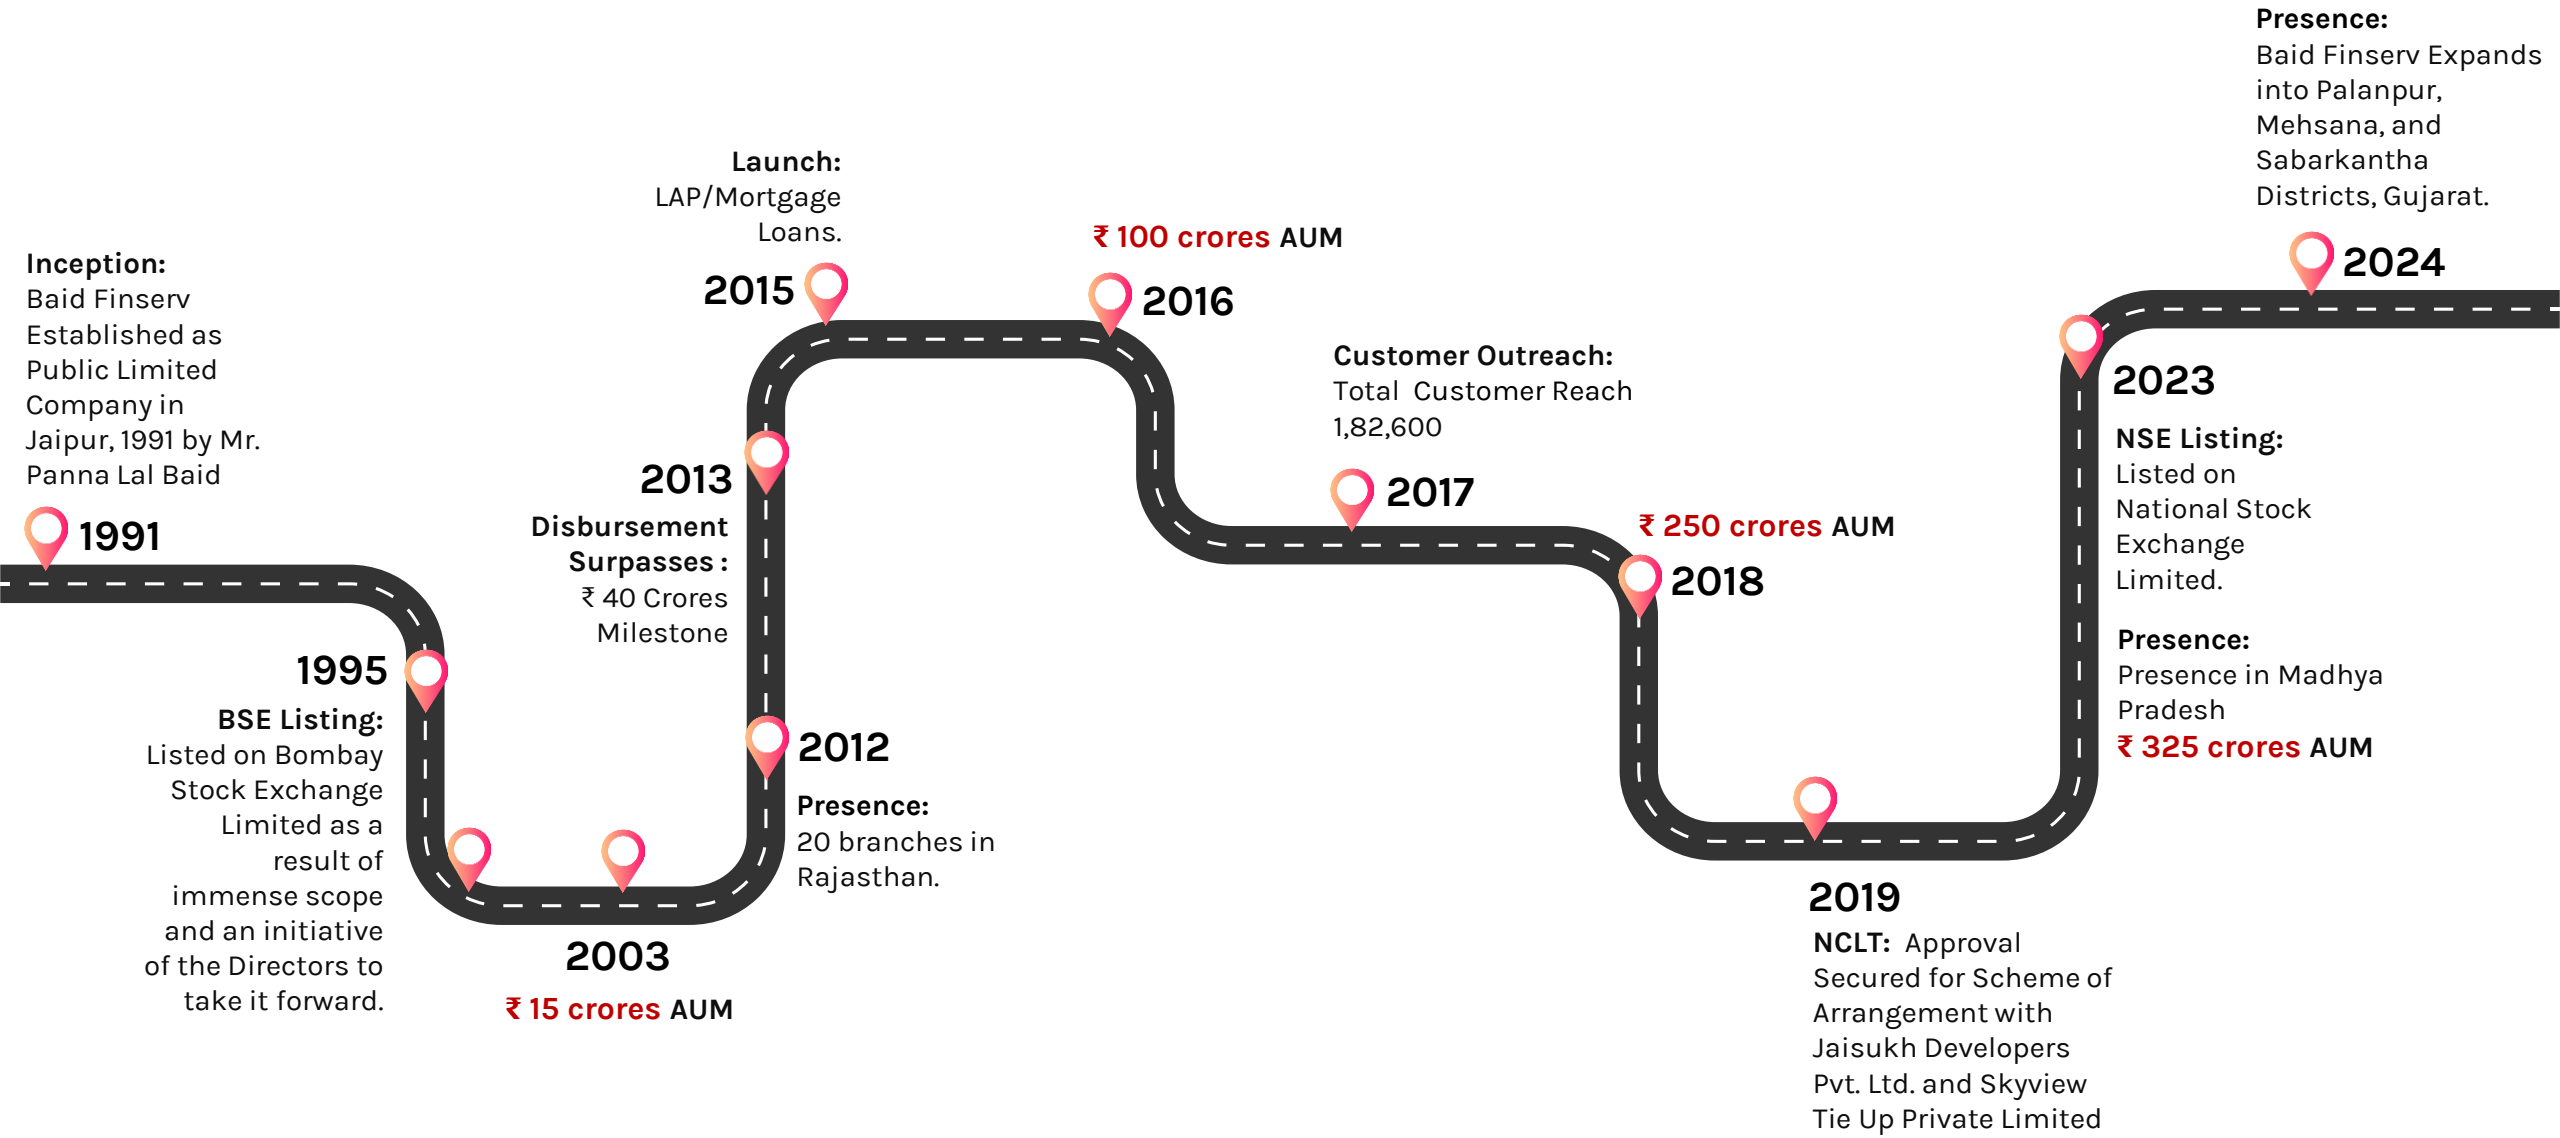 Inception:
Baid Finserv
Established as
Public Limited
Company in
Jaipur, 1991 by Mr.
Panna Lal Baid
1991
1995
BSE Listing:
Listed on Bombay
Stock Exchange
Limited as a
result of
immense scope
and an initiative
of the Directors to
take it forward.
2003
₹ 15 crores AUM
2012
Presence:
20 branches in
Rajasthan.
2013
Disbursement
Surpasses :
₹ 40 Crores
Milestone
Launch:
LAP/Mortgage
Loans.
2015
₹ 100 crores AUM
2016
Customer Outreach:
Total Customer Reach
1,82,600
2017
₹ 250 crores AUM
2018
2019
NCLT: Approval
Secured for Scheme of
Arrangement with
Jaisukh Developers
Pvt. Ltd. and Skyview
Tie Up Private Limited
2023
NSE Listing:
Listed on
National Stock
Exchange
Limited.
Presence:
Presence in Madhya
Pradesh
₹ 325 crores AUM
Presence:
Baid Finserv Expands
into Palanpur,
Mehsana, and
Sabarkantha
Districts, Gujarat.
2024